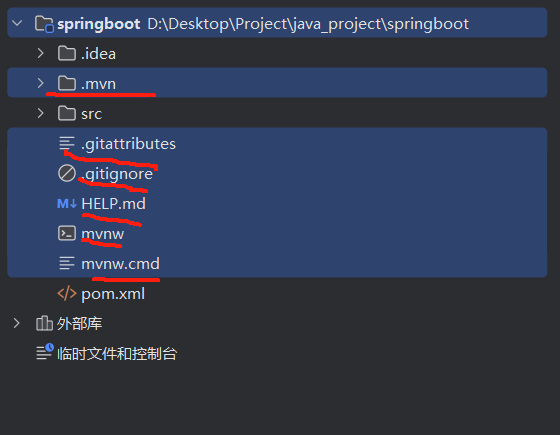 springboot D:\Desktop\Project\java_project\springboot
.idea
.mvn
src
.gitattributes
.gitignore
M↓ HELP.md
mvnw
mvnw.cmd
</> pom.xml
外部库
临时文件和控制台